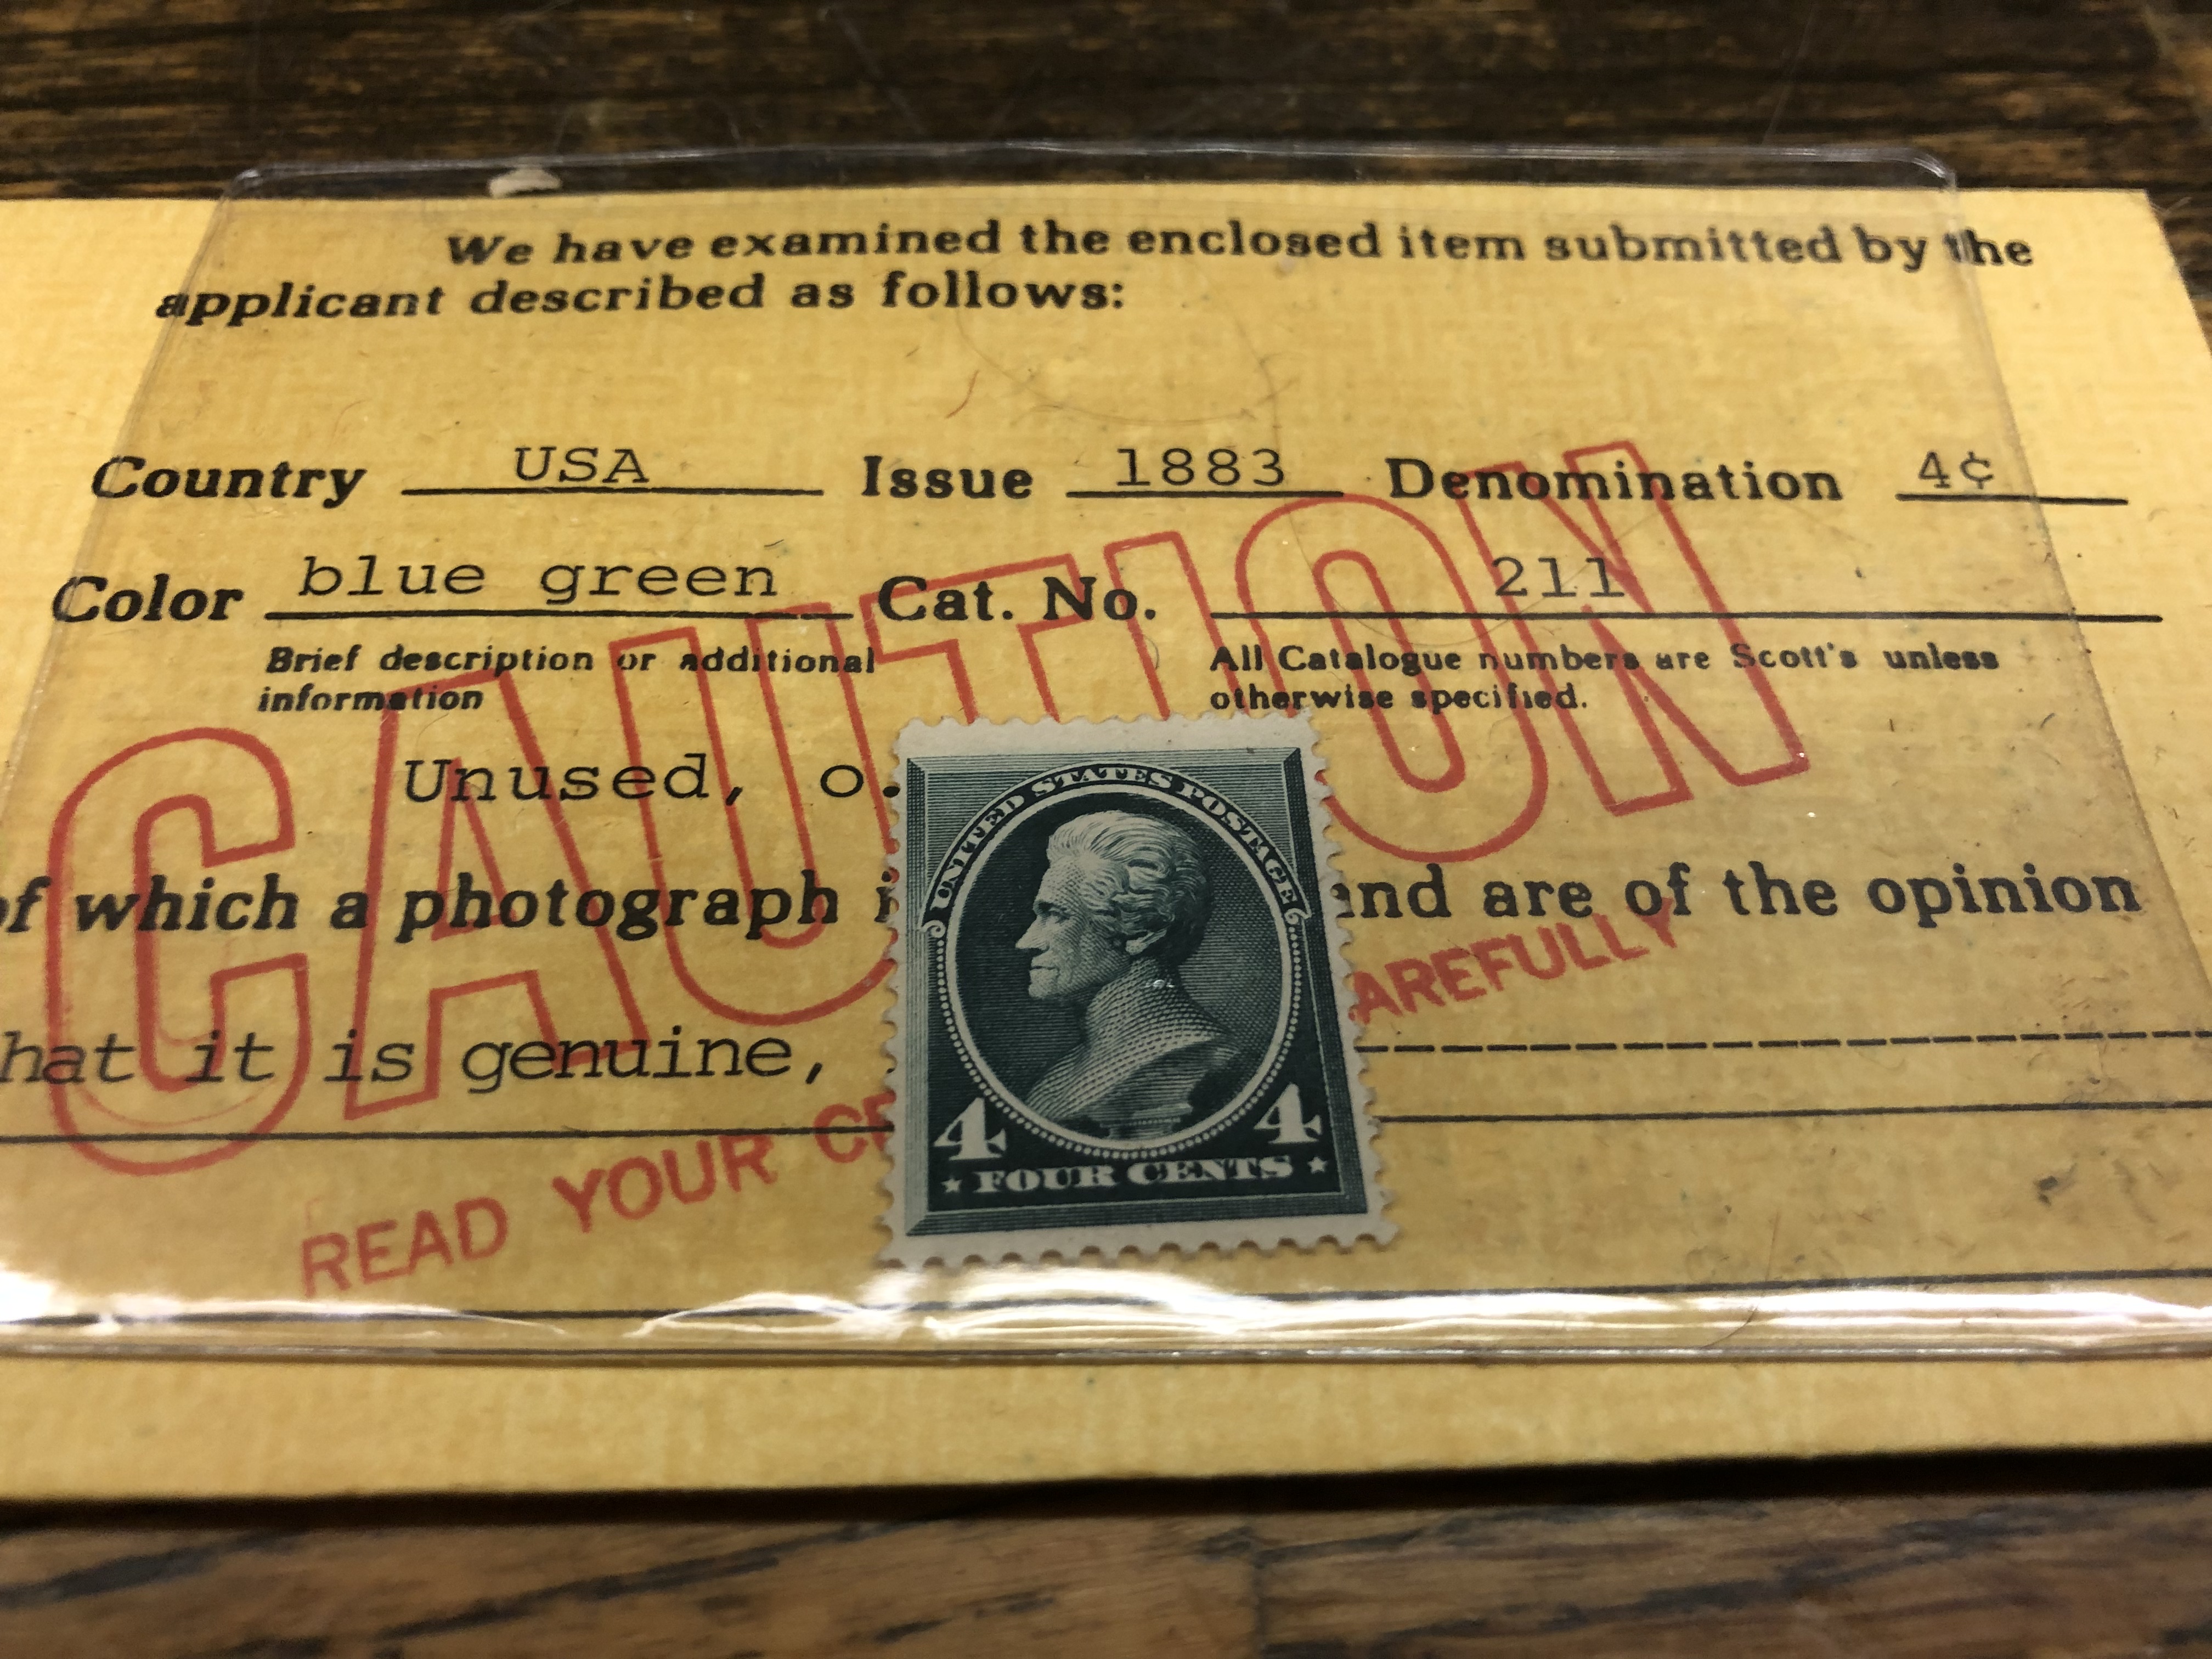 We have examined the enclosed item submitted by the
applicant described as follows:
Country USA Issue 1883 Denomination 4¢
Color blue green Cat. No. 211
Brief description or additional
information
All Catalogue numbers are Scott's unless
otherwise specified.
Unused, o.
of which a photograph and are of the opinion
hat it is genuine,
CAUTION
READ YOUR CE AREFULLY
UNITED STATES POSTAGE
4 4
FOUR CENTS